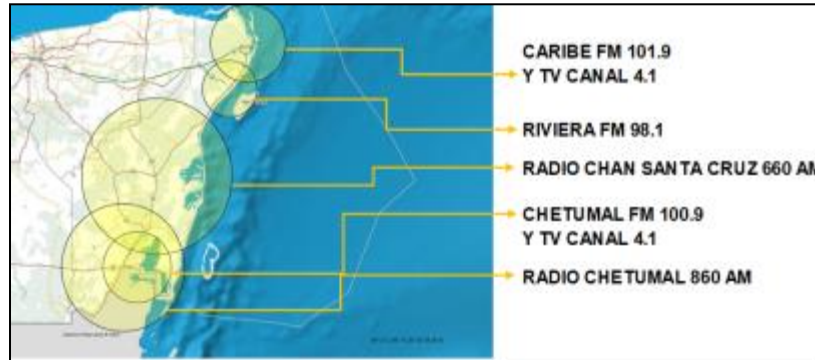 CARIBE FM 101.9
Y TV CANAL 4.1
RIVIERA FM 98.1
RADIO CHAN SANTA CRUZ 660 AM
CHETUMAL FM 100.9
Y TV CANAL 4.1
RADIO CHETUMAL 860 AM